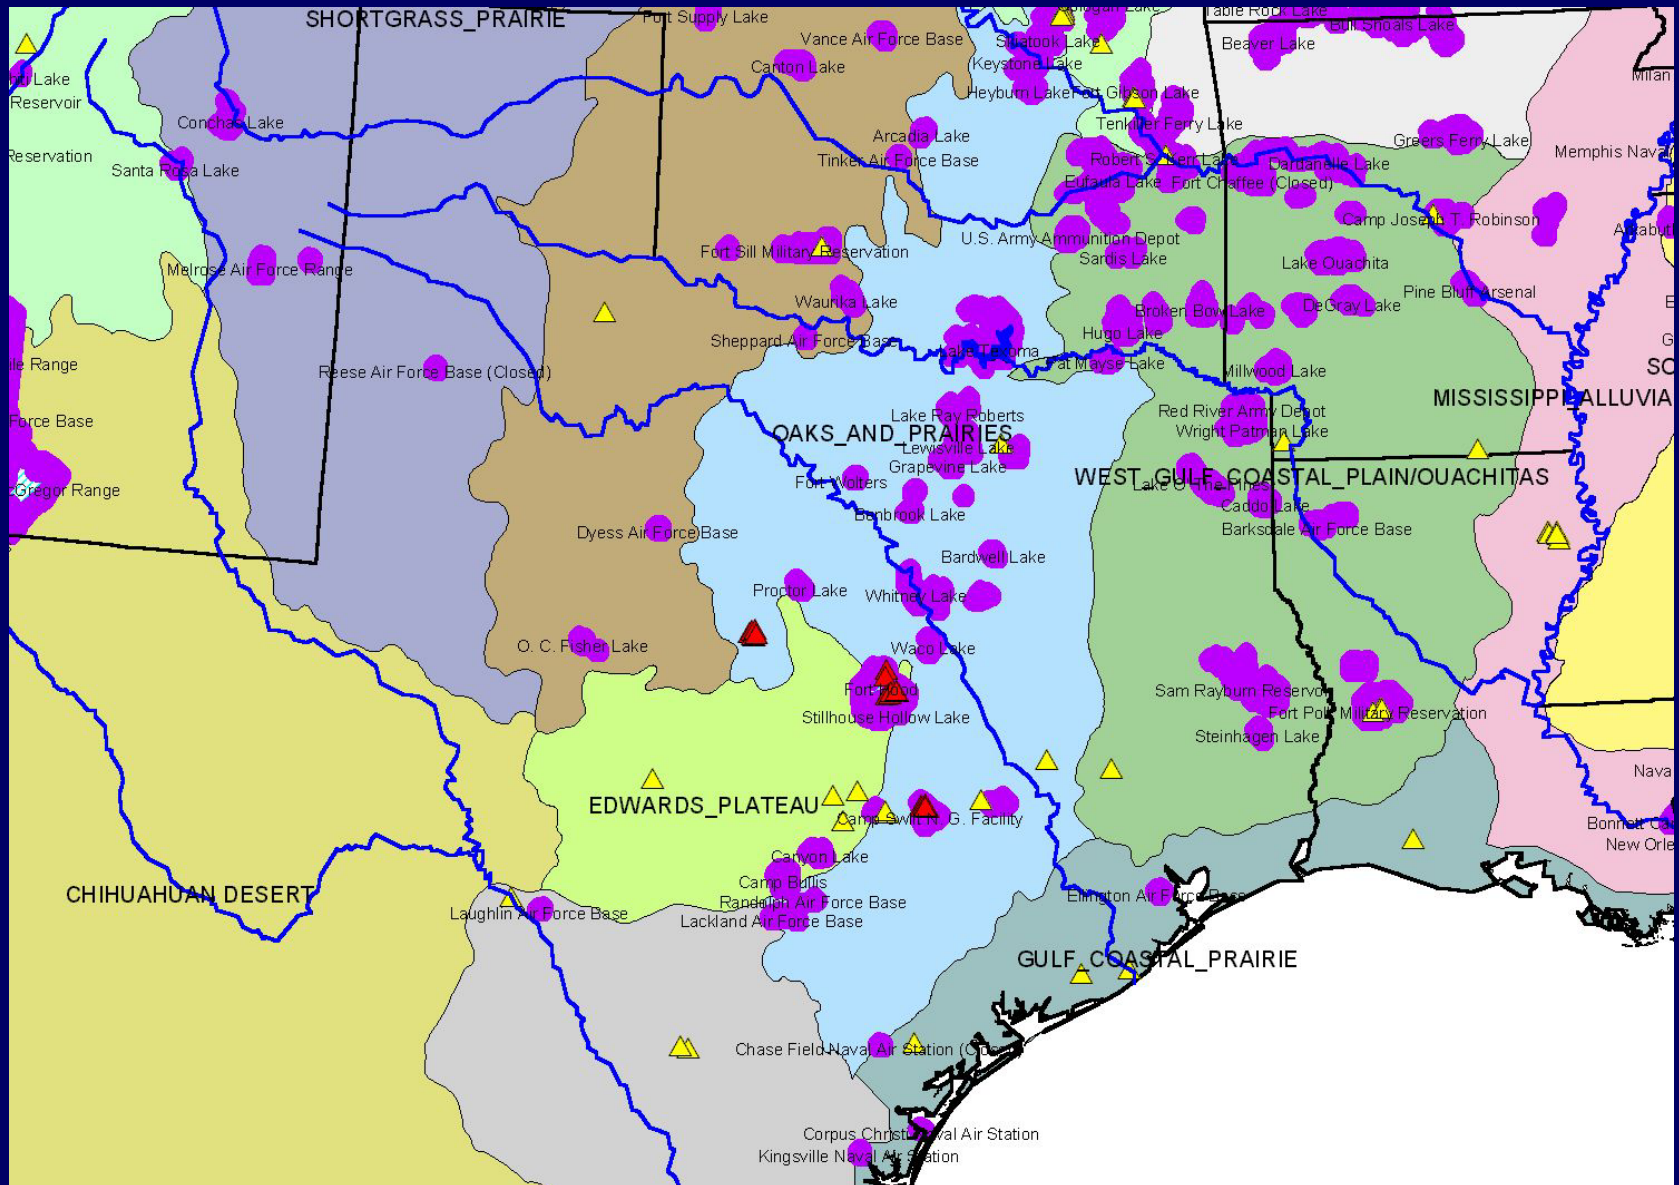 SHORTGRASS_PRAIRIE
Fort Supply Lake
Vance Air Force Base
Canton Lake
Skiatook Lake
Keystone Lake
Heyburn Lake
Fort Gibson Lake
Table Rock Lake
Bull Shoals Lake
Beaver Lake
Milan
Lake
Reservoir
Conchas Lake
Arcadia Lake
Tenkiller Ferry Lake
Greers Ferry Lake
Reservation
Santa Rosa Lake
Tinker Air Force Base
Robert S. Kerr Lake
Dardanelle Lake
Memphis Nava
Eufaula Lake
Fort Chaffee (Closed)
Camp Joseph T. Robinson
U.S. Army Ammunition Depot
Fort Sill Military Reservation
Sardis Lake
Lake Ouachita
Melrose Air Force Range
Pine Bluff Arsenal
Waurika Lake
Broken Bow Lake
DeGray Lake
Hugo Lake
Sheppard Air Force Base
Lake Texoma
Pat Mayse Lake
ile Range
Reese Air Force Base (Closed)
Millwood Lake
SO
MISSISSIPPI_ALLUVIA
Lake Ray Roberts
Red River Army Depot
Force Base
OAKS_AND_PRAIRIES
Wright Patman Lake
Lewisville Lake
Grapevine Lake
WEST_GULF_COASTAL_PLAIN/OUACHITAS
Fort Wolters
Lake O' The Pines
cGregor Range
Caddo Lake
Benbrook Lake
Barksdale Air Force Base
Dyess Air Force Base
Bardwell Lake
Proctor Lake
Whitney Lake
O. C. Fisher Lake
Waco Lake
Fort Hood
Sam Rayburn Reservoir
Stillhouse Hollow Lake
Fort Polk Military Reservation
Steinhagen Lake
Nava
EDWARDS_PLATEAU
Camp Swift N. G. Facility
Bonnett Ca
New Orle
Canyon Lake
Camp Bullis
CHIHUAHUAN DESERT
Ellington Air Force Base
Randolph Air Force Base
Laughlin Air Force Base
Lackland Air Force Base
GULF_COASTAL_PRAIRIE
Chase Field Naval Air Station (Closed)
Corpus Christi Naval Air Station
Kingsville Naval Air Station